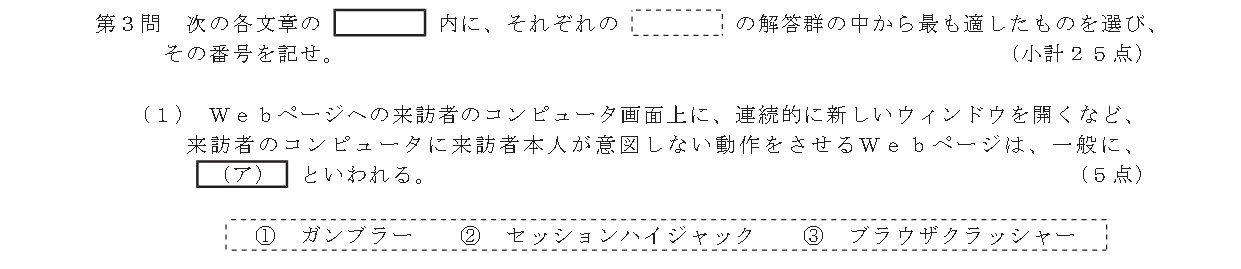 第３問　次の各文章の　　　　内に、それぞれの　　　　の解答群の中から最も適したものを選び、
その番号を記せ。　（小計２５点）
（１）　Ｗｅｂページへの来訪者のコンピュータ画面上に、連続的に新しいウィンドウを開くなど、
来訪者のコンピュータに来訪者本人が意図しない動作をさせるＷｅｂページは、一般に、
（ア）　といわれる。　（５点）
①　ガンブラー　　②　セッションハイジャック　　③　ブラウザクラッシャー